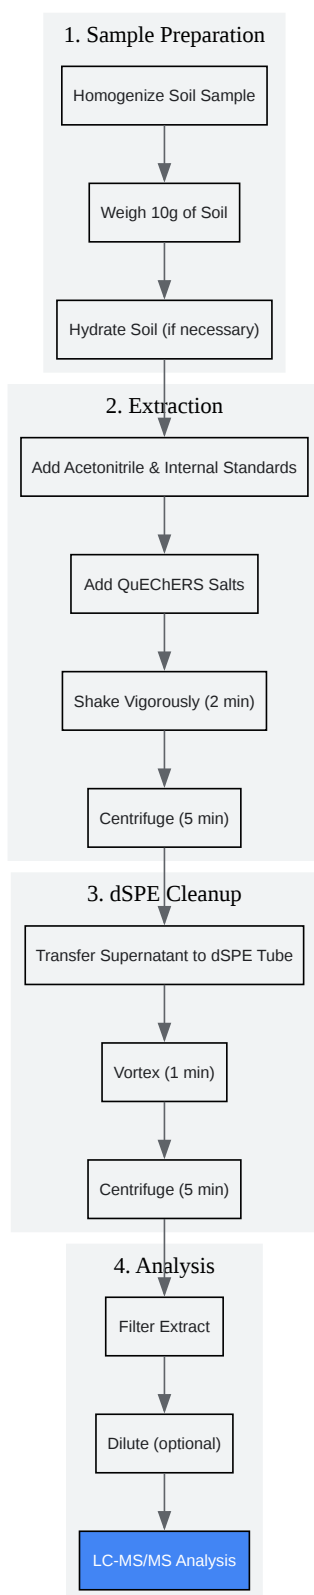 1. Sample Preparation
Homogenize Soil Sample
Weigh 10g of Soil
Hydrate Soil (if necessary)
2. Extraction
Add Acetonitrile & Internal Standards
Add QuEChERS Salts
Shake Vigorously (2 min)
Centrifuge (5 min)
3. dSPE Cleanup
Transfer Supernatant to dSPE Tube
Vortex (1 min)
Centrifuge (5 min)
4. Analysis
Filter Extract
Dilute (optional)
LC-MS/MS Analysis